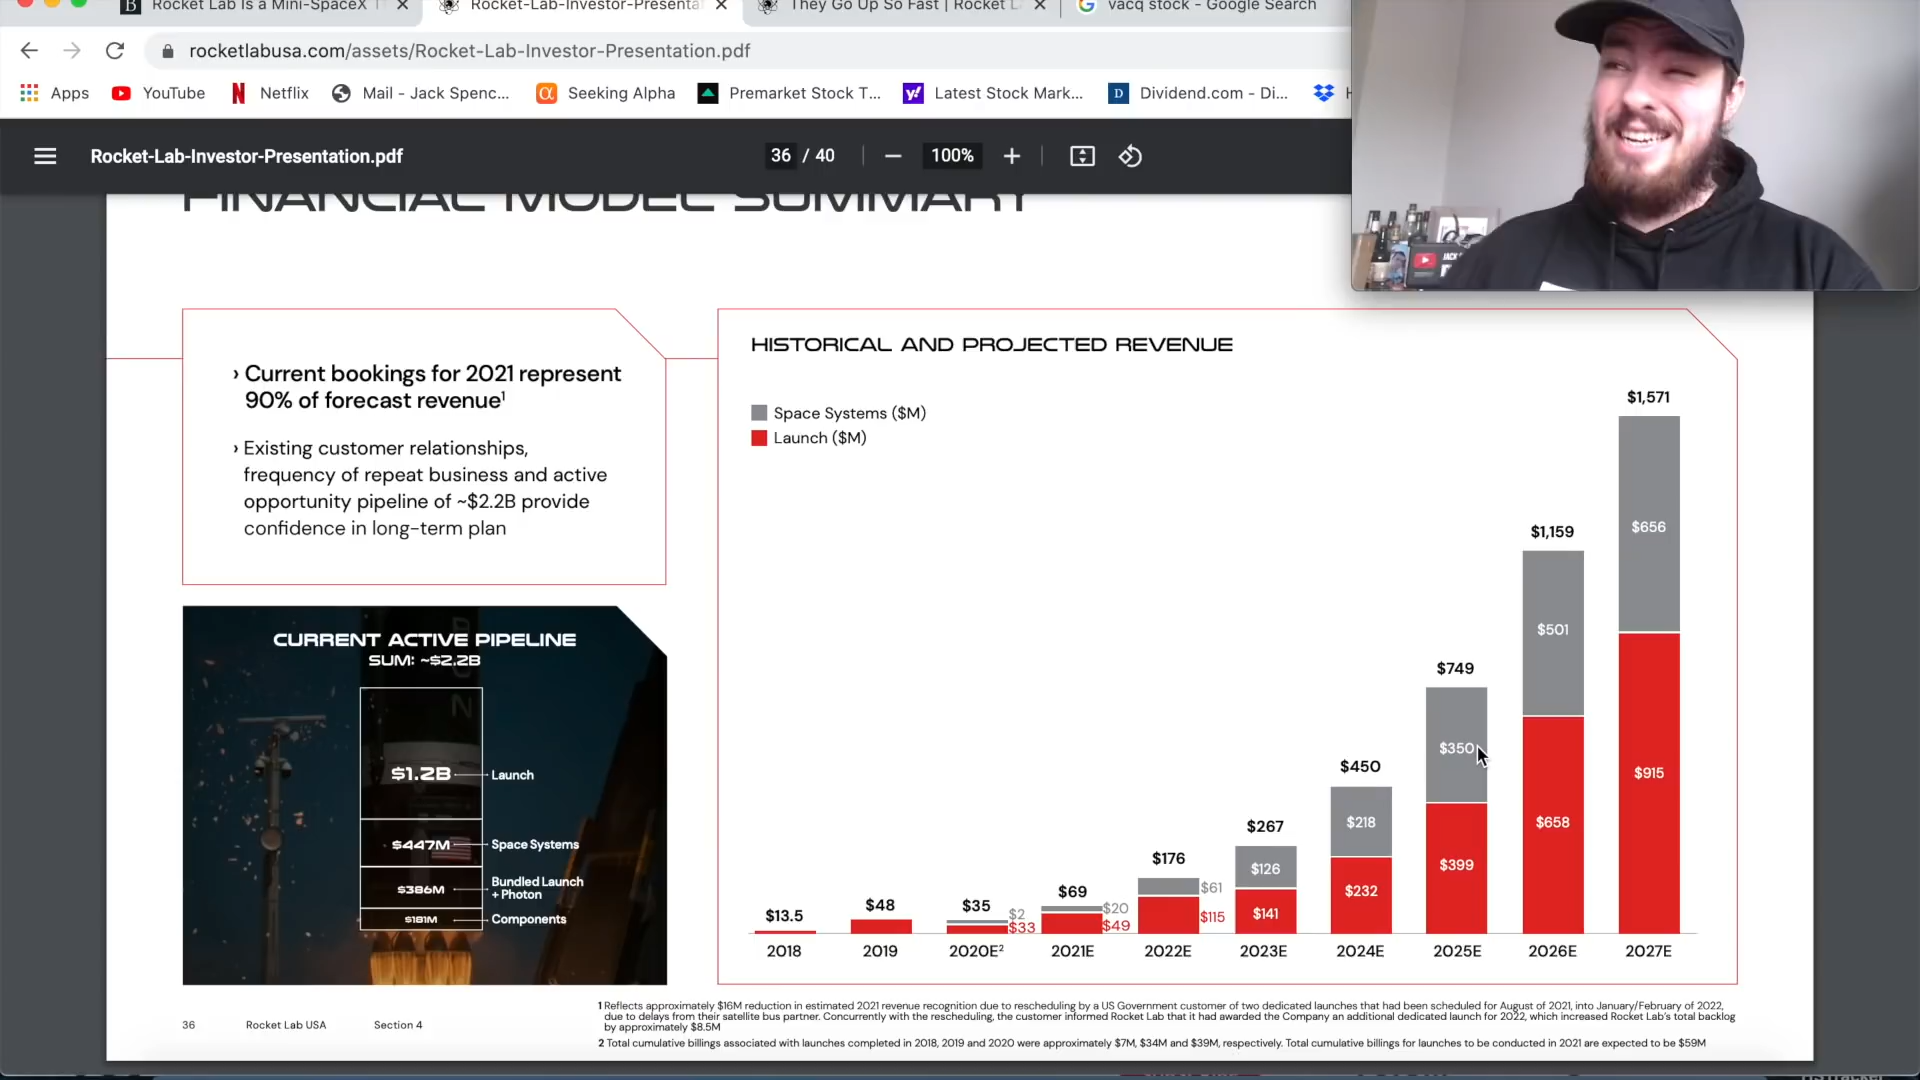 Rocket Lab Is a Mini-SpaceX
Rocket-Lab-Investor-Presenta
They Go Up So Fast | Rocket L
vacq stock - Google Search
rocketlabusa.com/assets/Rocket-Lab-Investor-Presentation.pdf
Apps
YouTube
Netflix
Mail - Jack Spenc...
Seeking Alpha
Premarket Stock T...
Latest Stock Mark...
Dividend.com - Di...
Rocket-Lab-Investor-Presentation.pdf
36 / 40
100%
FINANCIAL MODEL SUMMARY
› Current bookings for 2021 represent
90% of forecast revenue¹
› Existing customer relationships,
frequency of repeat business and active
opportunity pipeline of ~$2.2B provide
confidence in long-term plan
CURRENT ACTIVE PIPELINE
SUM: ~$2.2B
$1.2B Launch
$447M Space Systems
$386M Bundled Launch
+ Photon
$181M Components
HISTORICAL AND PROJECTED REVENUE
Space Systems ($M)
Launch ($M)
$13.5
$48
$35
$2
$33
$69
$20
$49
$176
$61
$115
$267
$126
$141
$450
$218
$232
$749
$350
$399
$1,159
$501
$658
$1,571
$656
$915
2018 2019 2020E² 2021E 2022E 2023E 2024E 2025E 2026E 2027E
1 Reflects approximately $16M reduction in estimated 2021 revenue recognition due to rescheduling by a US Government customer of two dedicated launches that had been scheduled for August of 2021, into January/February of 2022,
due to delays from their satellite bus partner. Concurrently with the rescheduling, the customer informed Rocket Lab that it had awarded the Company an additional dedicated launch for 2022, which increased Rocket Lab's total backlog
by approximately $8.5M
2 Total cumulative billings associated with launches completed in 2018, 2019 and 2020 were approximately $7M, $34M and $39M, respectively. Total cumulative billings for launches to be conducted in 2021 are expected to be $59M
36
Rocket Lab USA
Section 4